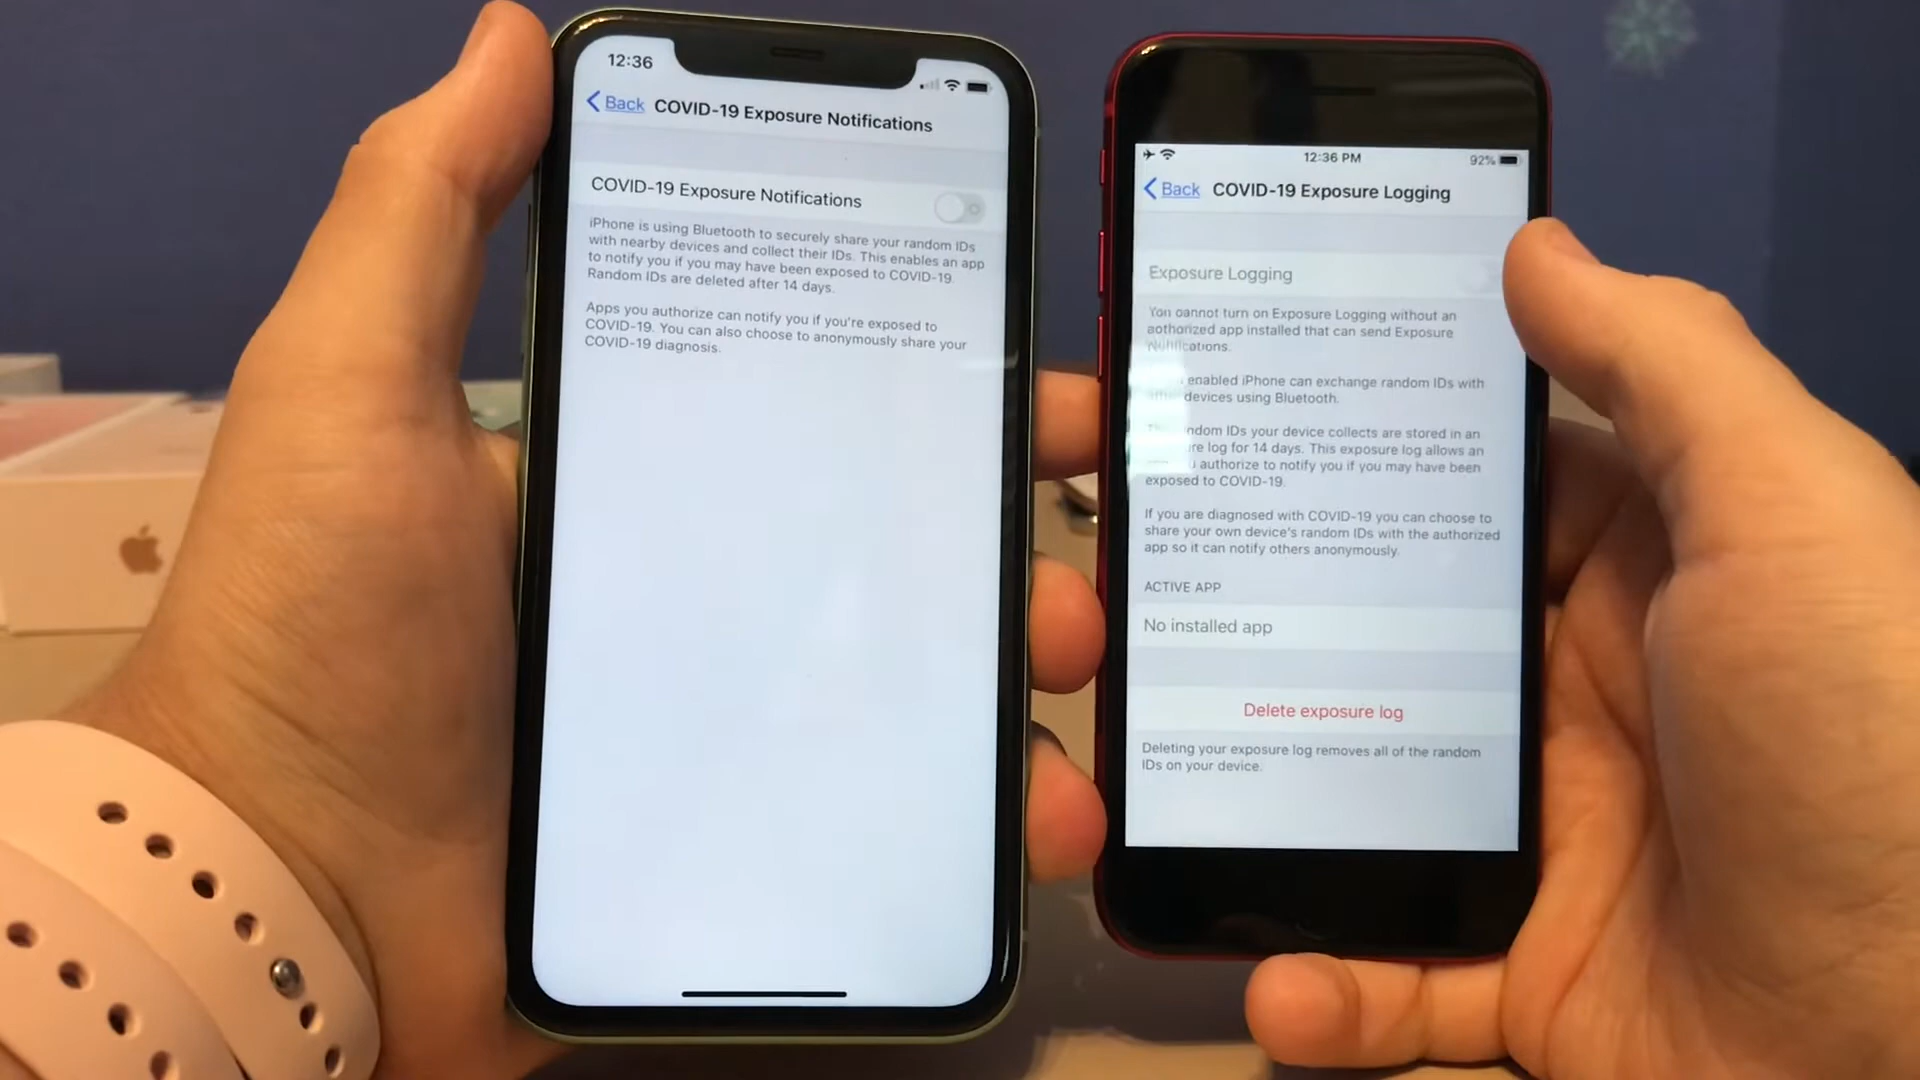 12:36
Back COVID-19 Exposure Notifications
COVID-19 Exposure Notifications
iPhone is using Bluetooth to securely share your random IDs
with nearby devices and collect their IDs. This enables an app
to notify you if you may have been exposed to COVID-19.
Random IDs are deleted after 14 days.
Apps you authorize can notify you if you're exposed to
COVID-19. You can also choose to anonymously share your
COVID-19 diagnosis.
12:36 PM 92%
Back COVID-19 Exposure Logging
Exposure Logging
You cannot turn on Exposure Logging without an
authorized app installed that can send Exposure
Notifications.
enabled iPhone can exchange random IDs with
devices using Bluetooth.
IDs your device collects are stored in an
log for 14 days. This exposure log allows an
authorize to notify you if you may have been
exposed to COVID-19.
If you are diagnosed with COVID-19 you can choose to
share your own device's random IDs with the authorized
app so it can notify others anonymously.
ACTIVE APP
No installed app
Delete exposure log
Deleting your exposure log removes all of the random
IDs on your device.